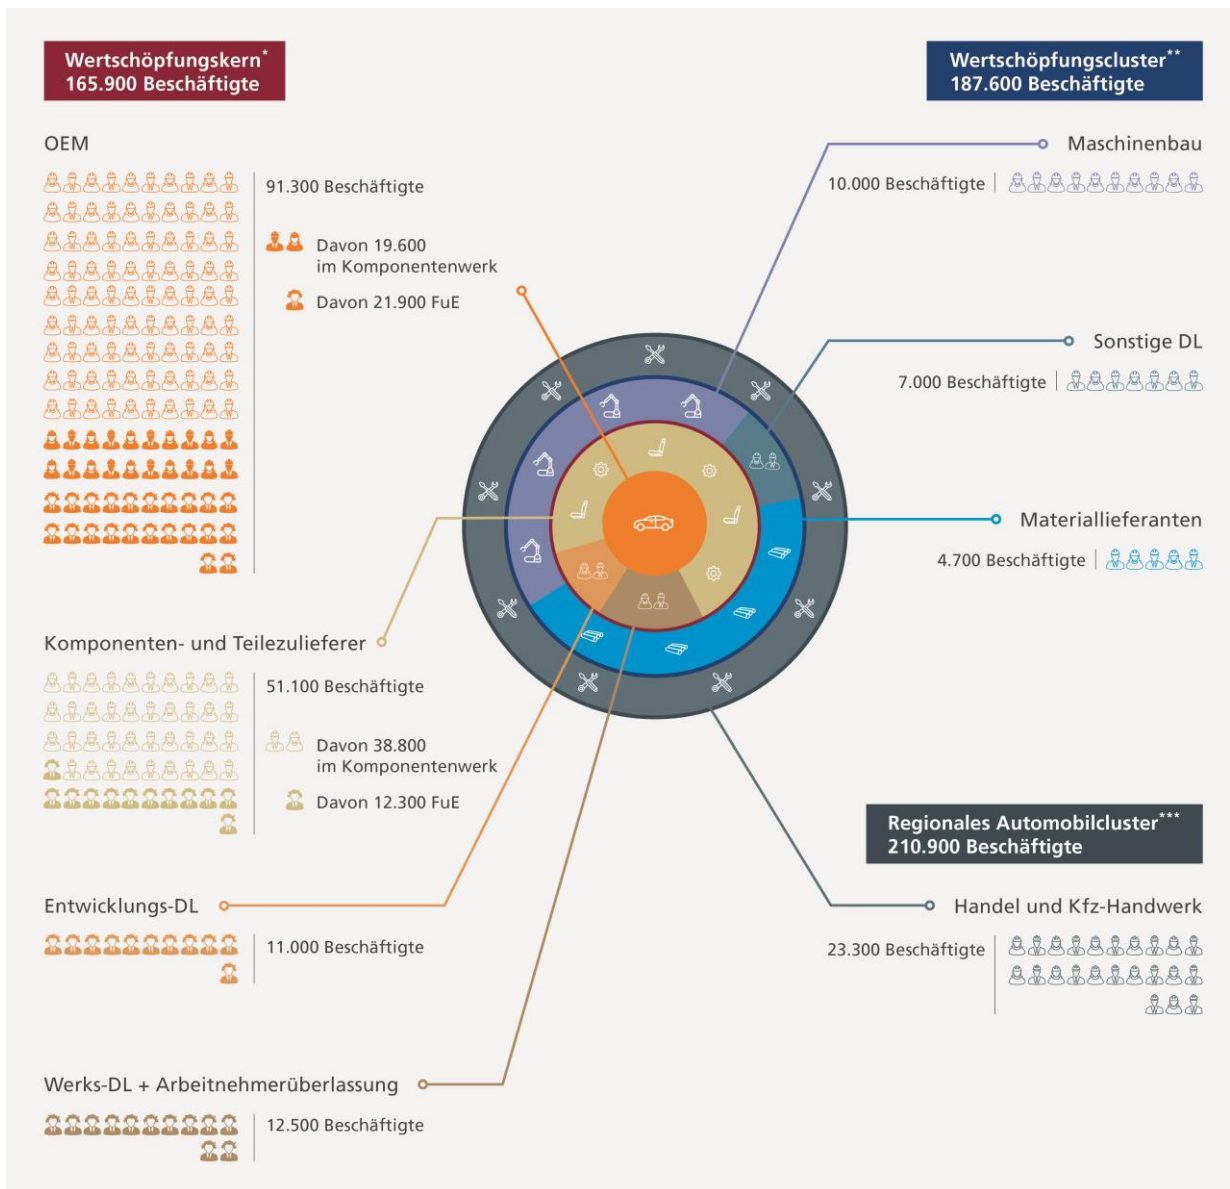 Wertschöpfungskern*
165.900 Beschäftigte
OEM
91.300 Beschäftigte
Davon 19.600
im Komponentenwerk
Davon 21.900 FuE
Komponenten- und Teilezulieferer
51.100 Beschäftigte
Davon 38.800
im Komponentenwerk
Davon 12.300 FuE
Entwicklungs-DL
11.000 Beschäftigte
Werks-DL + Arbeitnehmerüberlassung
12.500 Beschäftigte
Wertschöpfungscluster**
187.600 Beschäftigte
Maschinenbau
10.000 Beschäftigte
Sonstige DL
7.000 Beschäftigte
Materiallieferanten
4.700 Beschäftigte
Regionales Automobilcluster***
210.900 Beschäftigte
Handel und Kfz-Handwerk
23.300 Beschäftigte